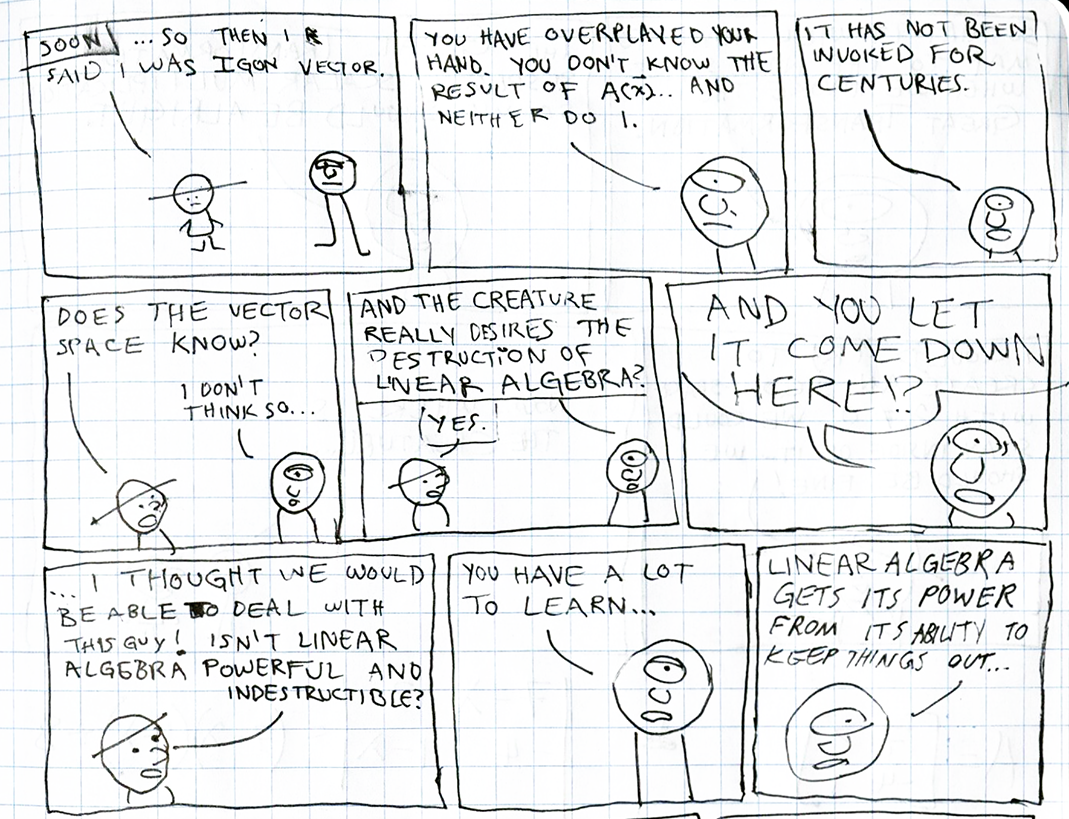 SOON ...SO THEN I
SAID I WAS IGON VECTOR.
YOU HAVE OVERPLAYED YOUR
HAND. YOU DON'T KNOW THE
RESULT OF A(x⃗)... AND
NEITHER DO I.
IT HAS NOT BEEN
INVOKED FOR
CENTURIES.
DOES THE VECTOR
SPACE KNOW?
I DON'T
THINK SO...
AND THE CREATURE
REALLY DESIRES THE
DESTRUCTION OF
LINEAR ALGEBRA?
YES.
AND YOU LET
IT COME DOWN
HERE!?
... I THOUGHT WE WOULD
BE ABLE TO DEAL WITH
THIS GUY! ISN'T LINEAR
ALGEBRA POWERFUL AND
INDESTRUCTIBLE?
YOU HAVE A LOT
TO LEARN...
LINEAR ALGEBRA
GETS ITS POWER
FROM ITS ABILITY TO
KEEP THINGS OUT...